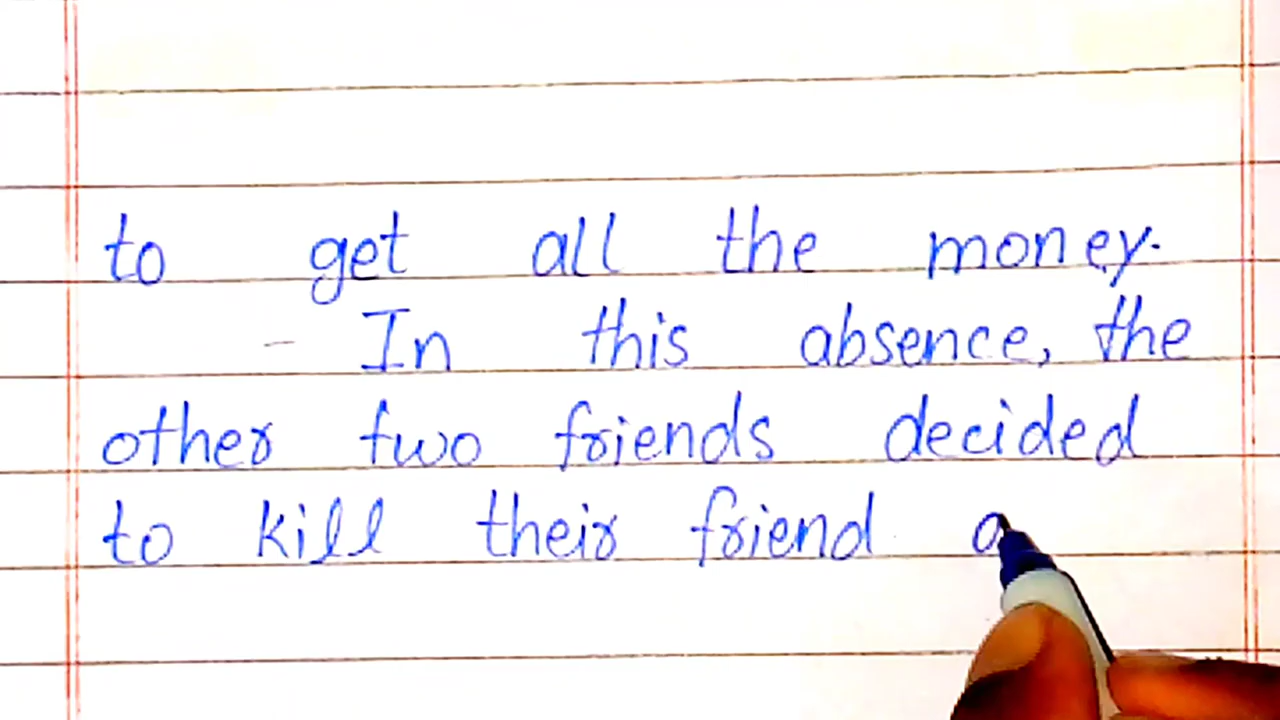 to get all the money.
- In this absence, the
other two friends decided
to kill their friend a